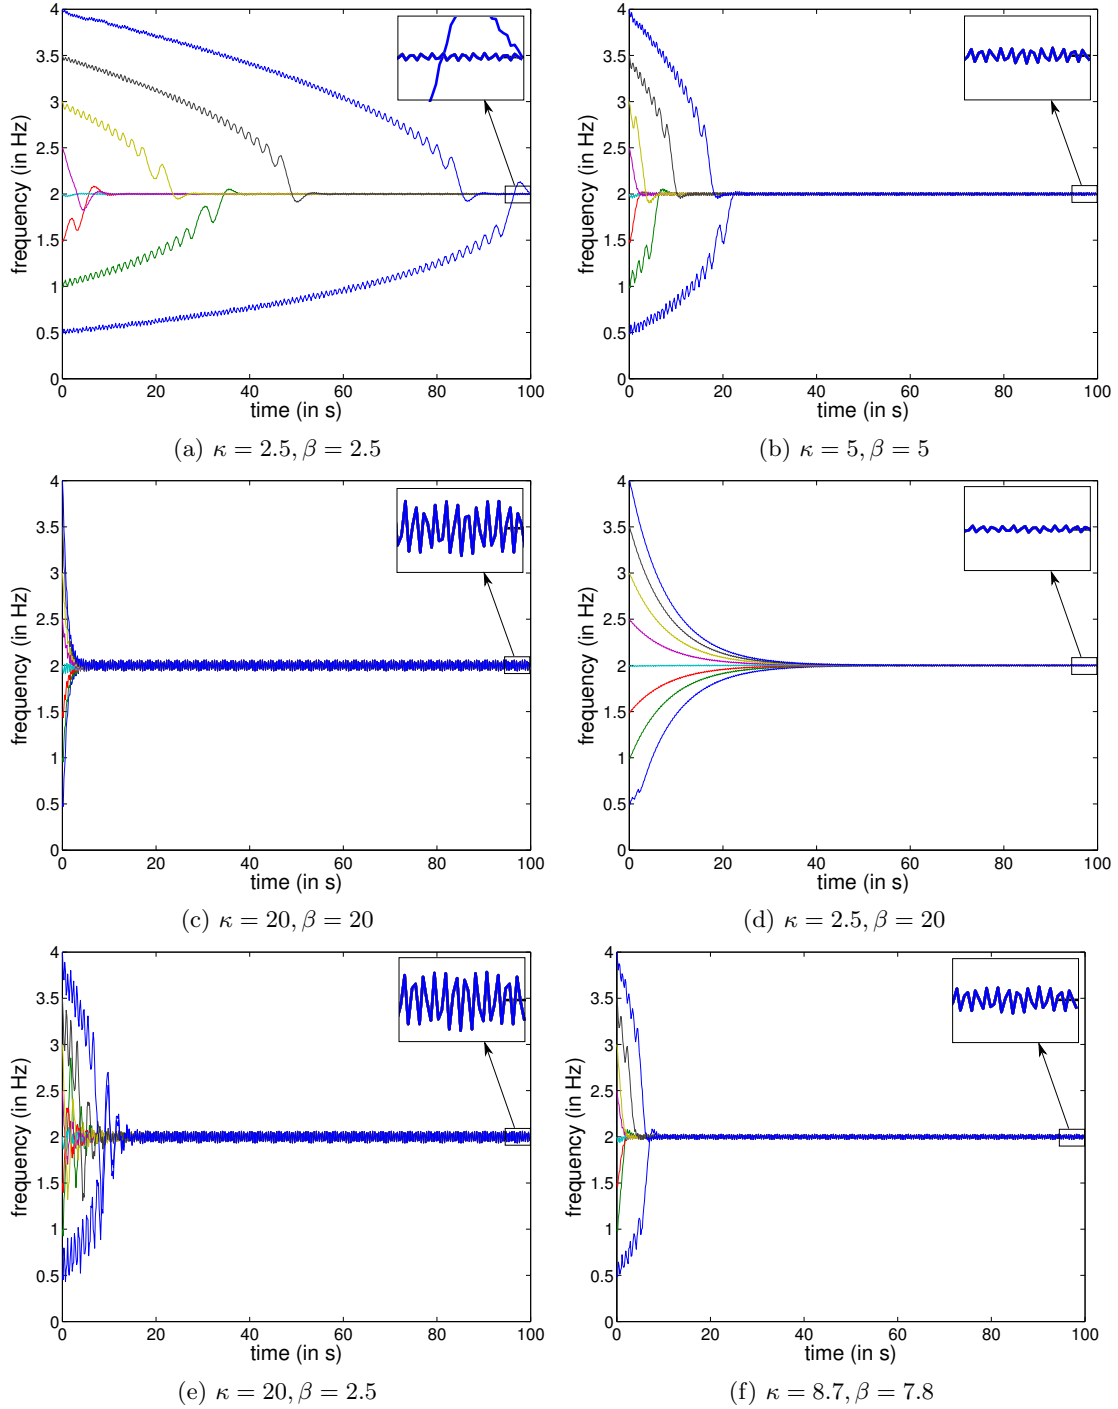 4
3.5
3
2.5
2
1.5
1
0.5
0
frequency (in Hz)
0 20 40 60 80 100
time (in s)
(a) κ = 2.5, β = 2.5
4
3.5
3
2.5
2
1.5
1
0.5
0
frequency (in Hz)
0 20 40 60 80 100
time (in s)
(b) κ = 5, β = 5
4
3.5
3
2.5
2
1.5
1
0.5
0
frequency (in Hz)
0 20 40 60 80 100
time (in s)
(c) κ = 20, β = 20
4
3.5
3
2.5
2
1.5
1
0.5
0
frequency (in Hz)
0 20 40 60 80 100
time (in s)
(d) κ = 2.5, β = 20
4
3.5
3
2.5
2
1.5
1
0.5
0
frequency (in Hz)
0 20 40 60 80 100
time (in s)
(e) κ = 20, β = 2.5
4
3.5
3
2.5
2
1.5
1
0.5
0
frequency (in Hz)
0 20 40 60 80 100
time (in s)
(f) κ = 8.7, β = 7.8